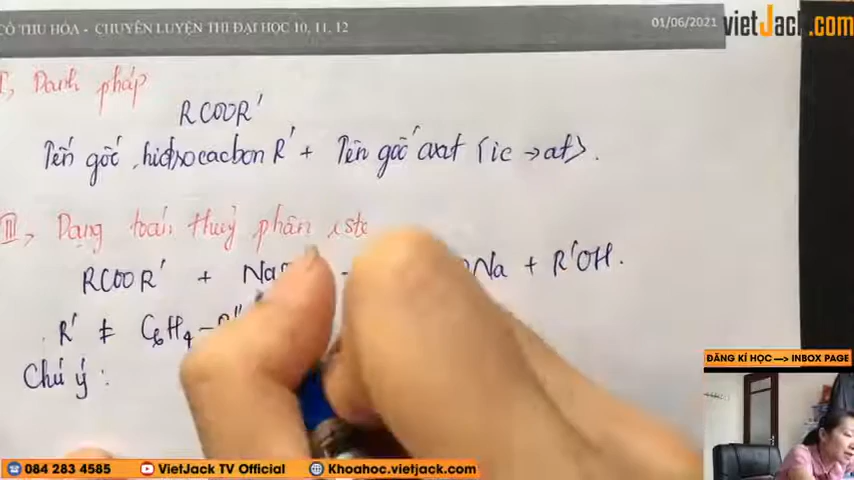 CÔ THU HÒA - CHUYÊN LUYỆN THI ĐẠI HỌC 10, 11, 12
01/06/2021
vietJack.com
I, Danh pháp
RCOOR'
Tên gốc hiđrocacbon R' + Tên gốc axit (ic → at).
III, Dạng toán thuỷ phân este
RCOOR' + Na Na + R'OH.
R' ≠ C6H4-R''
Chú ý:
ĐĂNG KÍ HỌC --> INBOX PAGE
084 283 4585 VietJack TV Official Khoahoc.vietjack.com